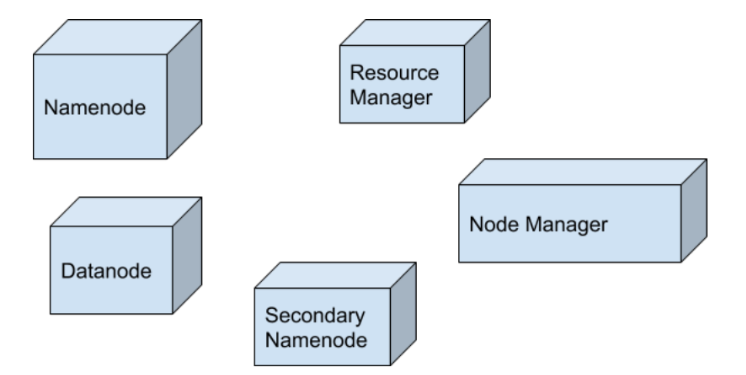 Namenode
Resource
Manager
Node Manager
Datanode
Secondary
Namenode